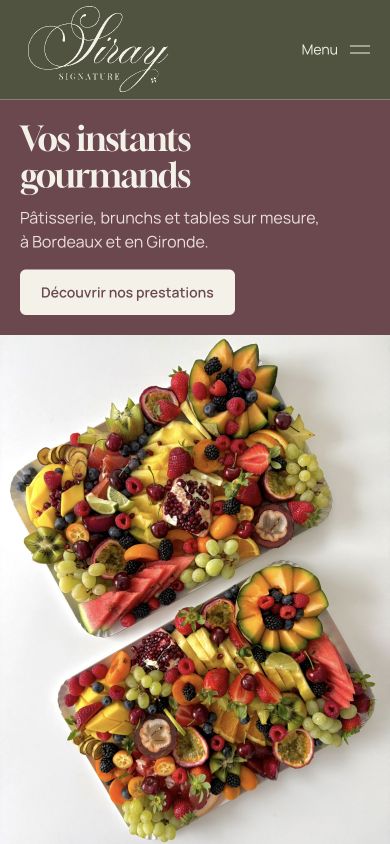 Siray
SIGNATURE
Menu
Vos instants
gourmands
Pâtisserie, brunchs et tables sur mesure,
à Bordeaux et en Gironde.
Découvrir nos prestations